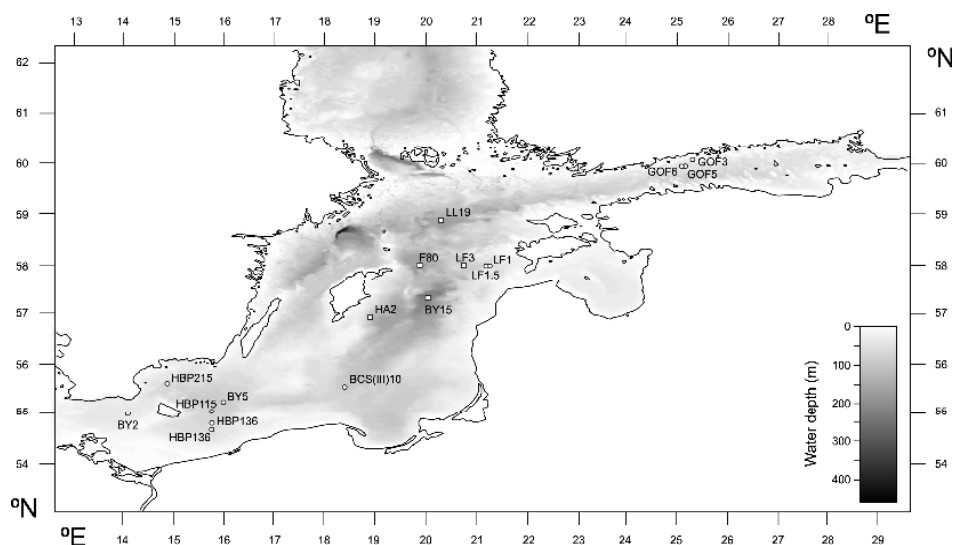 13 14 15 16 17 18 19 20 21 22 23 24 25 26 27 28
ºE
ºN
62
61
61
60
60
GOF3
GOF6
GOF5
LL19
59
59
58
F80
LF3
LF1
58
LF1.5
57
HA2
BY15
57
0
56
56
HBP215
BCS(III)10
100
BY5
HBP115
55
BY2
HBP136
55
200
HBP136
300
54
54
400
Water depth (m)
ºN
ºE
14 15 16 17 18 19 20 21 22 23 24 25 26 27 28 29